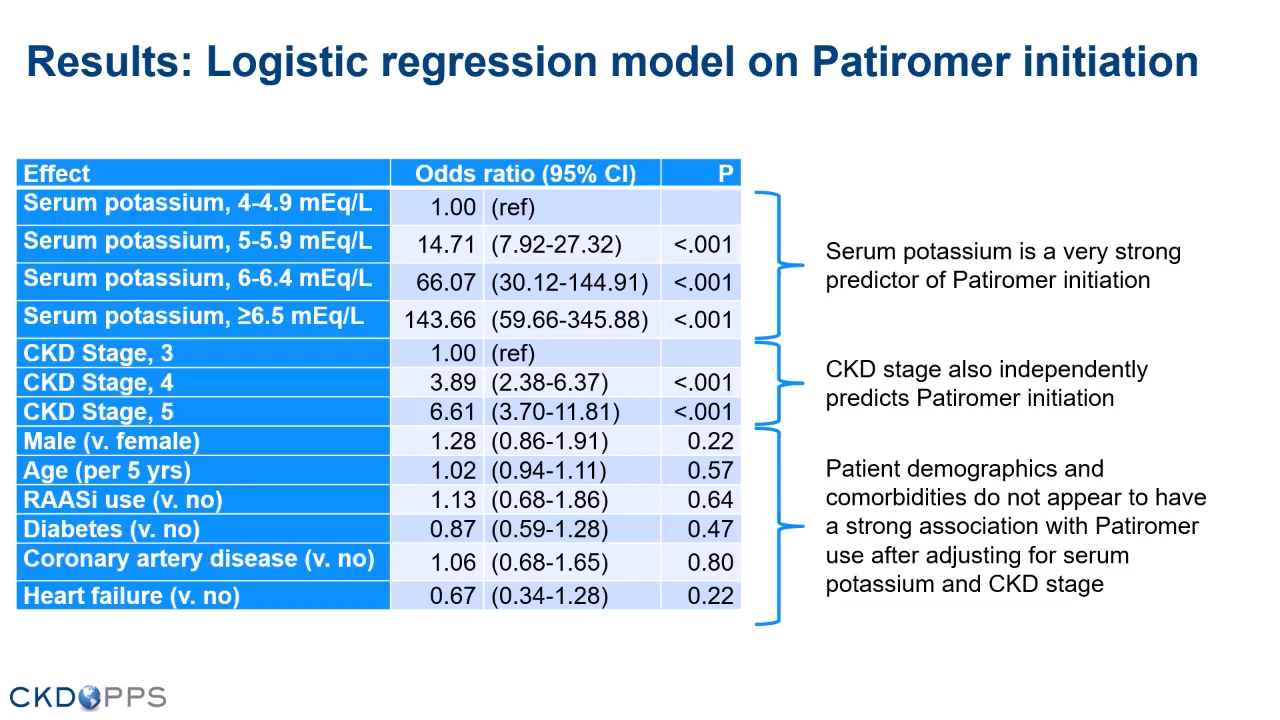 Results: Logistic regression model on Patiromer initiation
Effect Odds ratio (95% CI) P
Serum potassium, 4-4.9 mEq/L 1.00 (ref)
Serum potassium, 5-5.9 mEq/L 14.71 (7.92-27.32) <.001
Serum potassium, 6-6.4 mEq/L 66.07 (30.12-144.91) <.001
Serum potassium, ≥6.5 mEq/L 143.66 (59.66-345.88) <.001
CKD Stage, 3 1.00 (ref)
CKD Stage, 4 3.89 (2.38-6.37) <.001
CKD Stage, 5 6.61 (3.70-11.81) <.001
Male (v. female) 1.28 (0.86-1.91) 0.22
Age (per 5 yrs) 1.02 (0.94-1.11) 0.57
RAASi use (v. no) 1.13 (0.68-1.86) 0.64
Diabetes (v. no) 0.87 (0.59-1.28) 0.47
Coronary artery disease (v. no) 1.06 (0.68-1.65) 0.80
Heart failure (v. no) 0.67 (0.34-1.28) 0.22
Serum potassium is a very strong
predictor of Patiromer initiation
CKD stage also independently
predicts Patiromer initiation
Patient demographics and
comorbidities do not appear to have
a strong association with Patiromer
use after adjusting for serum
potassium and CKD stage
CKDOPPS